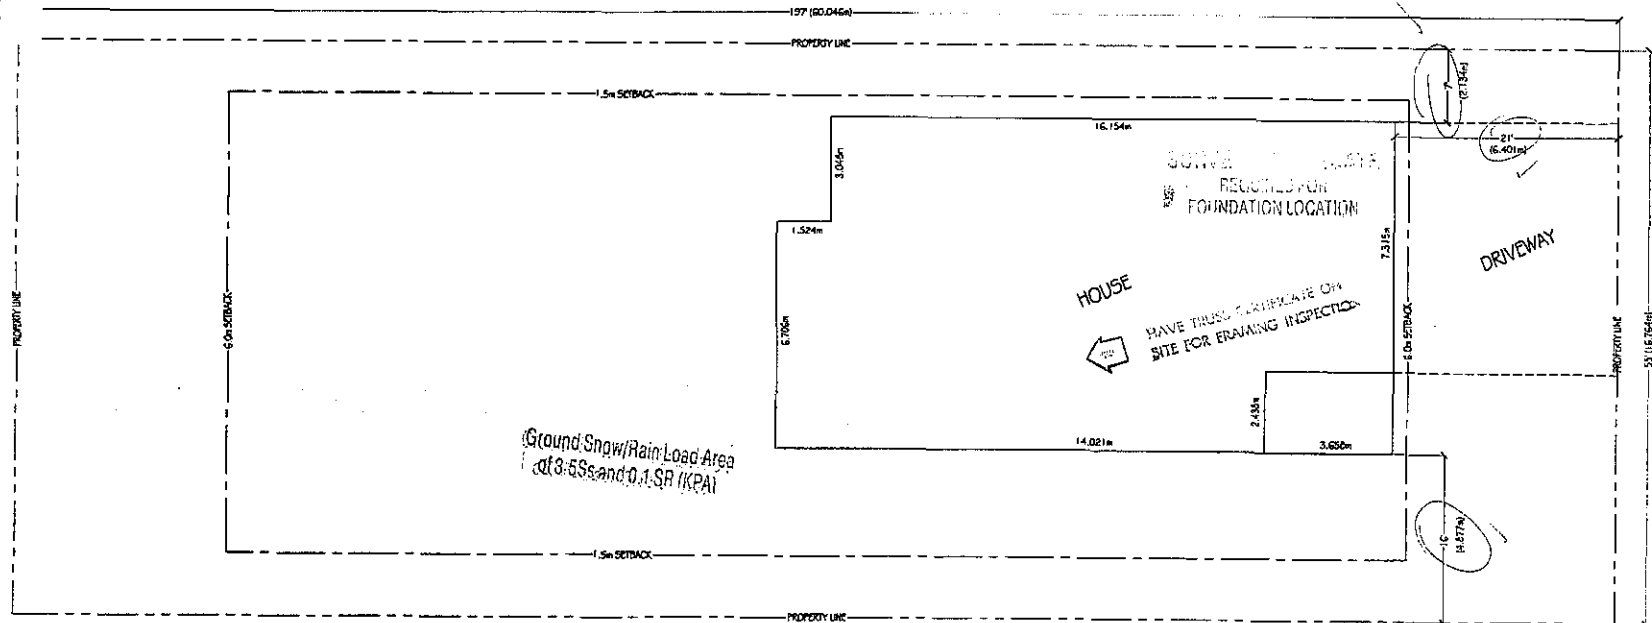 197' (60.046m)
PROPERTY LINE
7'
(2.134m)
1.5m SETBACK
16.154m
21'
(6.401m)
3.048m
REQUIRED FOR
FOUNDATION LOCATION
1.524m
7.315m
DRIVEWAY
HOUSE
HAVE TRUSS CERTIFICATE ON
SITE FOR FRAMING INSPECTION
PROPERTY LINE
6.0m SETBACK
6.706m
6.0m SETBACK
PROPERTY LINE
55' (16.764m)
2.438m
14.021m
3.658m
Ground Snow/Rain Load Area
of 3.5Ss and 0.1 SR (KPA)
16'
(4.877m)
1.5m SETBACK
PROPERTY LINE